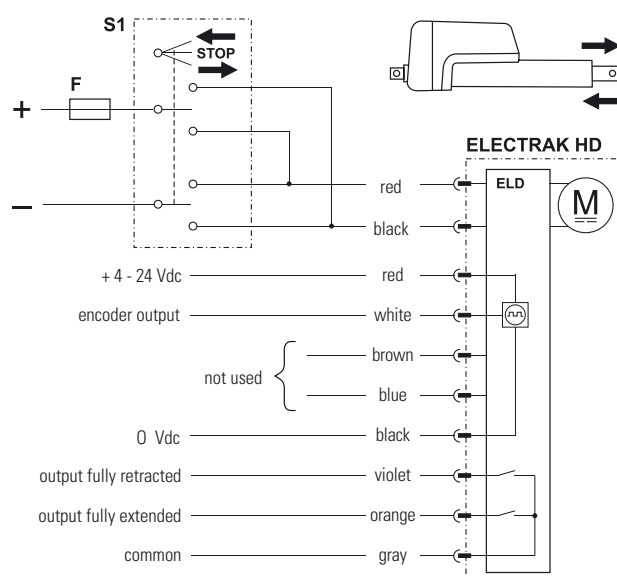 S1
STOP
F
+
–
ELECTRAK HD
ELD
M
red
black
+ 4 - 24 Vdc red
encoder output white
not used
brown
blue
0 Vdc black
output fully retracted violet
output fully extended orange
common gray